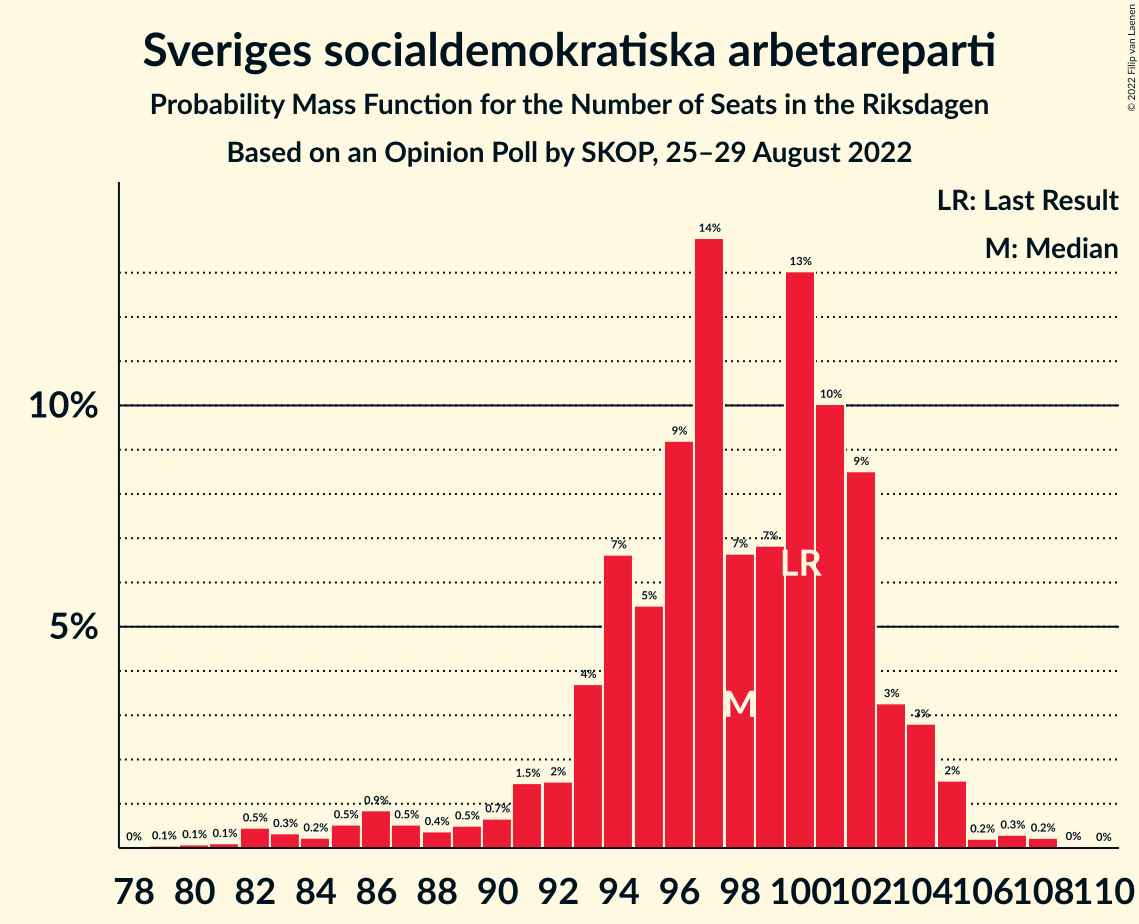 Sveriges socialdemokratiska arbetareparti
Probability Mass Function for the Number of Seats in the Riksdagen
Based on an Opinion Poll by SKOP, 25–29 August 2022
© 2022 Filip van Laenen
LR: Last Result
M: Median
10%
5%
0% 0.1% 0.1% 0.1% 0.5% 0.3% 0.2% 0.5% 0.9% 0.5% 0.4% 0.5% 0.7% 1.5% 2% 4% 7% 5% 9% 14% 7% 7% 13% 10% 9% 3% 3% 2% 0.2% 0.3% 0.2% 0% 0%
LR
M
78 80 82 84 86 88 90 92 94 96 98 100 102 104 106 108 110